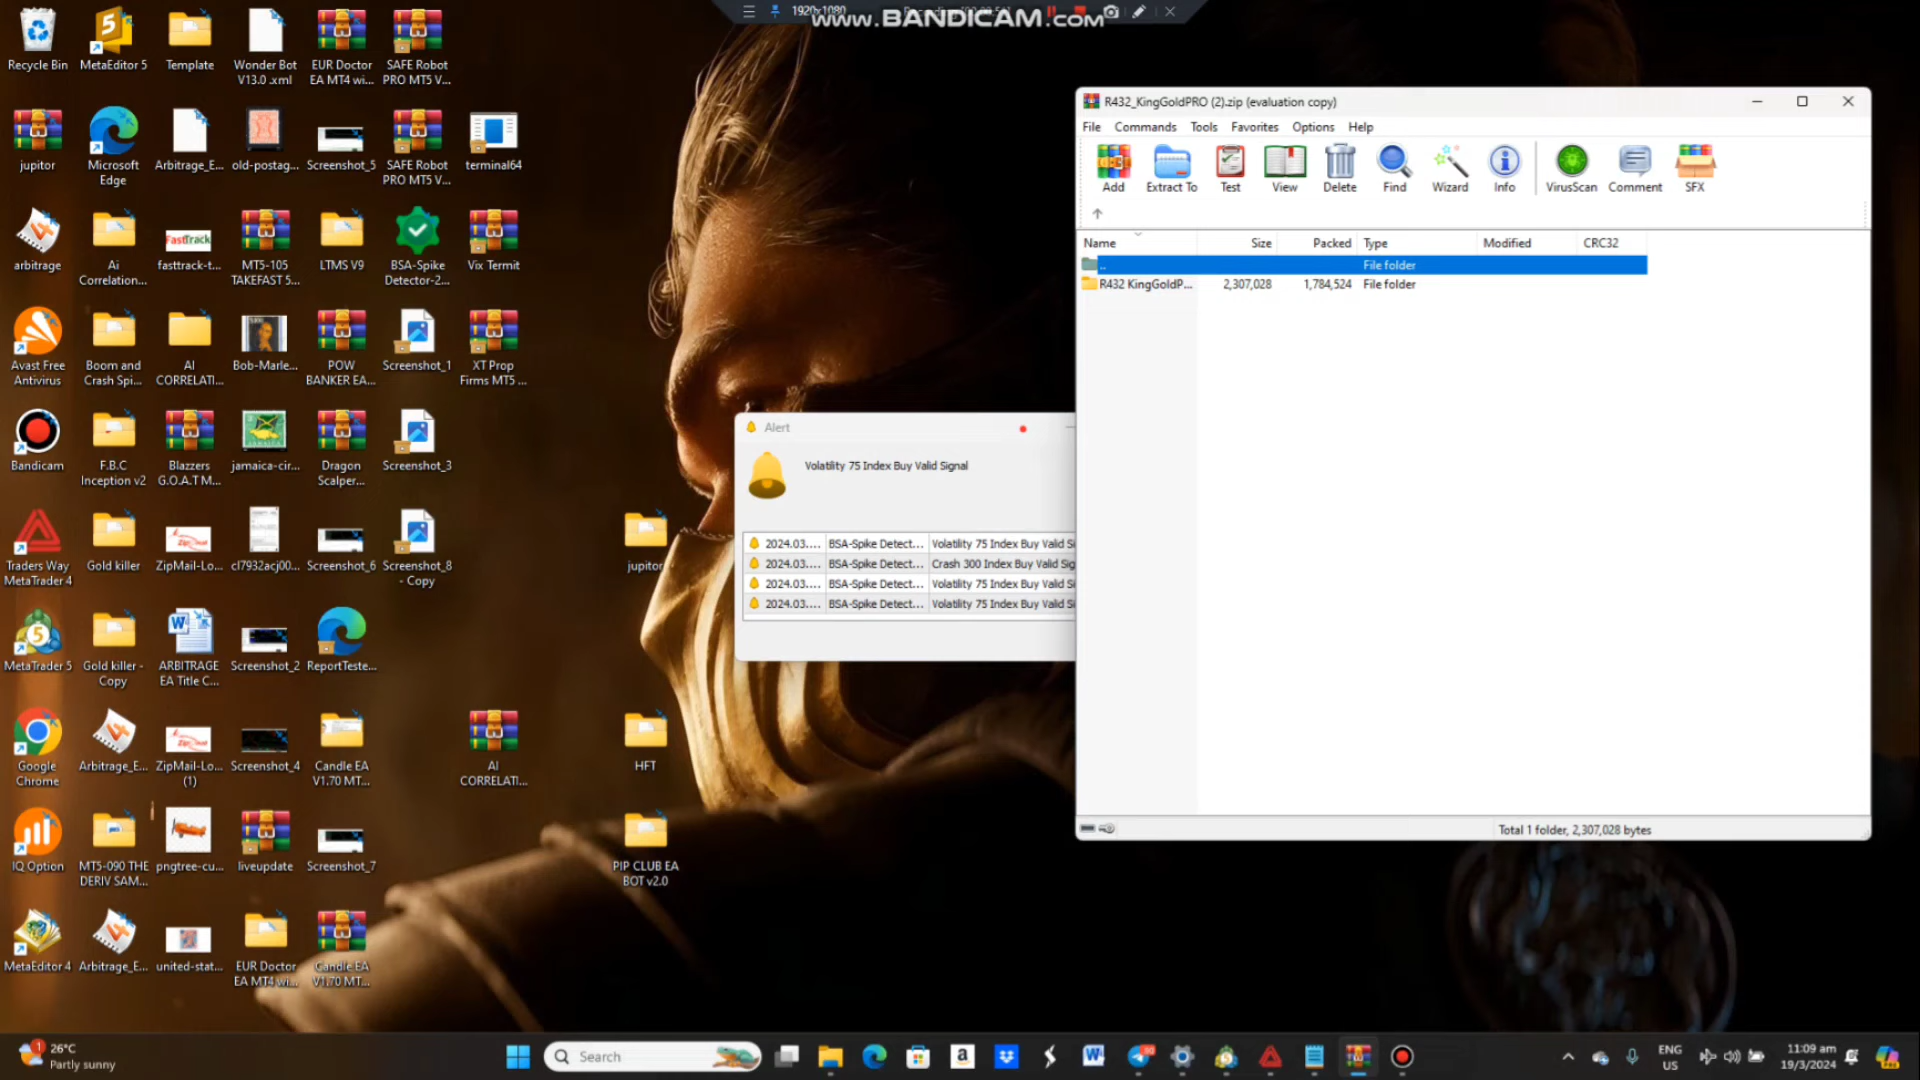 1920x1080
www.BANDICAM.com
Recycle Bin
MetaEditor 5
Template
Wonder Bot
V13.0 .xml
EUR Doctor
EA MT4 wi...
SAFE Robot
PRO MT5 V...
jupitor
Microsoft
Edge
Arbitrage_E...
old-postag...
Screenshot_5
SAFE Robot
PRO MT5 V...
terminal64
arbitrage
Ai
Correlation...
FastTrack
fasttrack-t...
MT5-105
TAKEFAST 5...
LTMS V9
BSA-Spike
Detector-2...
Vix Termit
Avast Free
Antivirus
Boom and
Crash Spi...
AI
CORRELATI...
Bob-Marle...
POW
BANKER EA...
Screenshot_1
XT Prop
Firms MT5 ...
Bandicam
F.B.C
Inception v2
Blazzers
G.O.A.T M...
jamaica-cir...
Dragon
Scalper...
Screenshot_3
Traders Way
MetaTrader 4
Gold killer
ZipMail-Lo...
cl7932acj00...
Screenshot_6
Screenshot_8
- Copy
jupitor
MetaTrader 5
Gold killer -
Copy
ARBITRAGE
EA Title C...
Screenshot_2
ReportTeste...
Google
Chrome
Arbitrage_E...
ZipMail-Lo...
(1)
Screenshot_4
Candle EA
V1.70 MT...
AI
CORRELATI...
HFT
IQ Option
MT5-090 THE
DERIV SAM...
pngtree-cu...
liveupdate
Screenshot_7
PIP CLUB EA
BOT v2.0
MetaEditor 4
Arbitrage_E...
united-stat...
EUR Doctor
EA MT4 wi...
Candle EA
V1.70 MT...
Alert
Volatility 75 Index Buy Valid Signal
2024.03.... BSA-Spike Detect... Volatility 75 Index Buy Valid Si
2024.03.... BSA-Spike Detect... Crash 300 Index Buy Valid Sig
2024.03.... BSA-Spike Detect... Volatility 75 Index Buy Valid Si
2024.03.... BSA-Spike Detect... Volatility 75 Index Buy Valid Si
R432_KingGoldPRO (2).zip (evaluation copy)
File Commands Tools Favorites Options Help
Add Extract To Test View Delete Find Wizard Info VirusScan Comment SFX
Name Size Packed Type Modified CRC32
.. File folder
R432 KingGoldP... 2,307,028 1,784,524 File folder
Total 1 folder, 2,307,028 bytes
26°C
Partly sunny
Search
ENG
US
11:09 am
19/3/2024